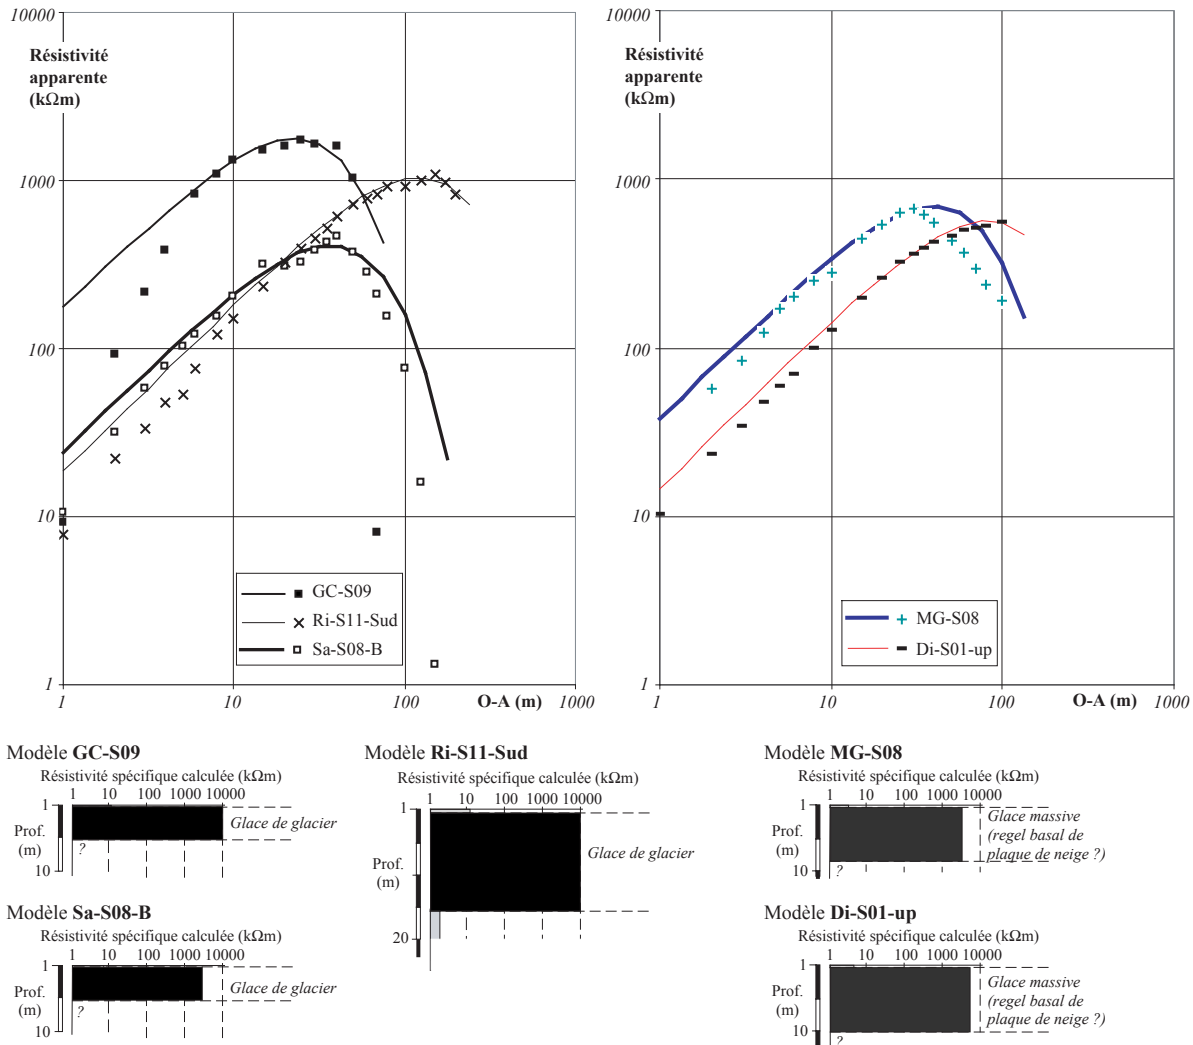 10000
Résistivité
apparente
(kΩm)
1000
100
10
1
1
10
100
1000
O-A (m)
GC-S09
Ri-S11-Sud
Sa-S08-B
10000
Résistivité
apparente
(kΩm)
1000
100
10
1
1
10
100
1000
O-A (m)
MG-S08
Di-S01-up
Modèle GC-S09
Résistivité spécifique calculée (kΩm)
1 10 100 1000 10000
1
Prof.
(m)
10
?
Glace de glacier
Modèle Sa-S08-B
Résistivité spécifique calculée (kΩm)
1 10 100 1000 10000
1
Prof.
(m)
10
?
Glace de glacier
Modèle Ri-S11-Sud
Résistivité spécifique calculée (kΩm)
1 10 100 1000 10000
1
Prof.
(m)
20
Glace de glacier
Modèle MG-S08
Résistivité spécifique calculée (kΩm)
1 10 100 1000 10000
1
Prof.
(m)
10
?
Glace massive
(regel basal de
plaque de neige ?)
Modèle Di-S01-up
Résistivité spécifique calculée (kΩm)
1 10 100 1000 10000
1
Prof.
(m)
10
?
Glace massive
(regel basal de
plaque de neige ?)